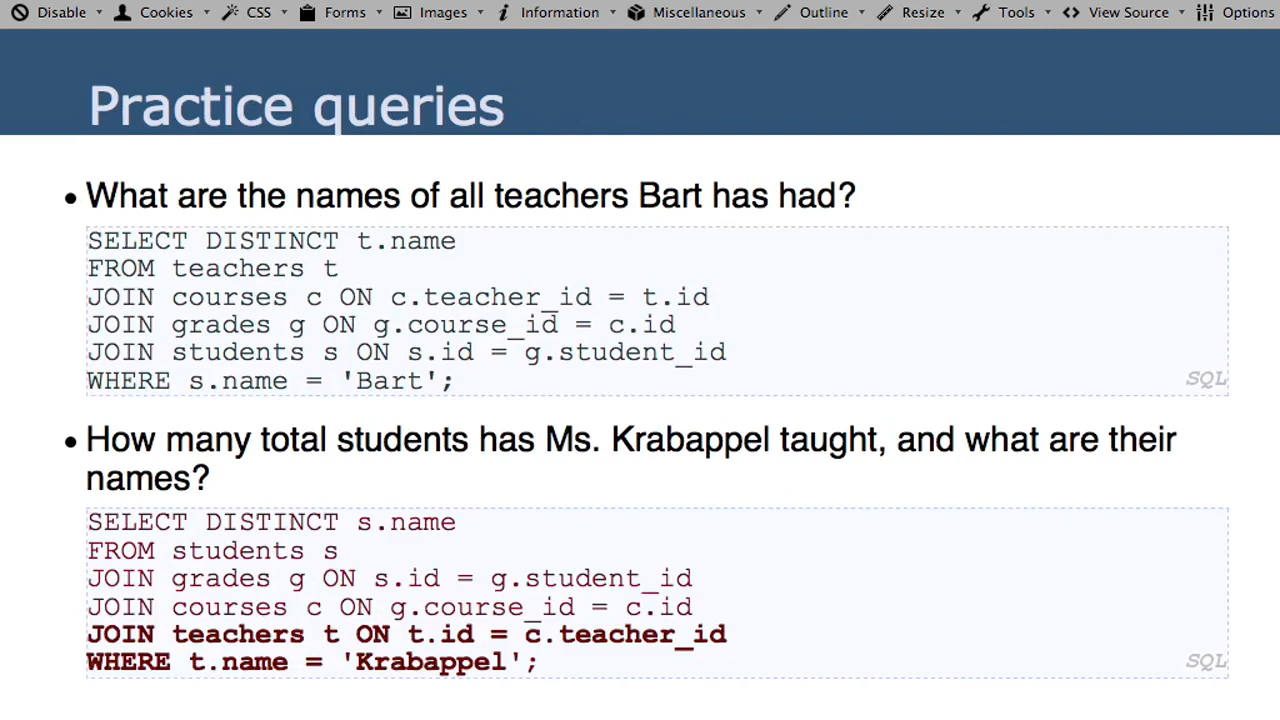 Disable Cookies CSS Forms Images Information Miscellaneous Outline Resize Tools View Source Options
Practice queries
• What are the names of all teachers Bart has had?
SELECT DISTINCT t.name
FROM teachers t
JOIN courses c ON c.teacher_id = t.id
JOIN grades g ON g.course_id = c.id
JOIN students s ON s.id = g.student_id
WHERE s.name = 'Bart';
SQL
• How many total students has Ms. Krabappel taught, and what are their
names?
SELECT DISTINCT s.name
FROM students s
JOIN grades g ON s.id = g.student_id
JOIN courses c ON g.course_id = c.id
JOIN teachers t ON t.id = c.teacher_id
WHERE t.name = 'Krabappel';
SQL